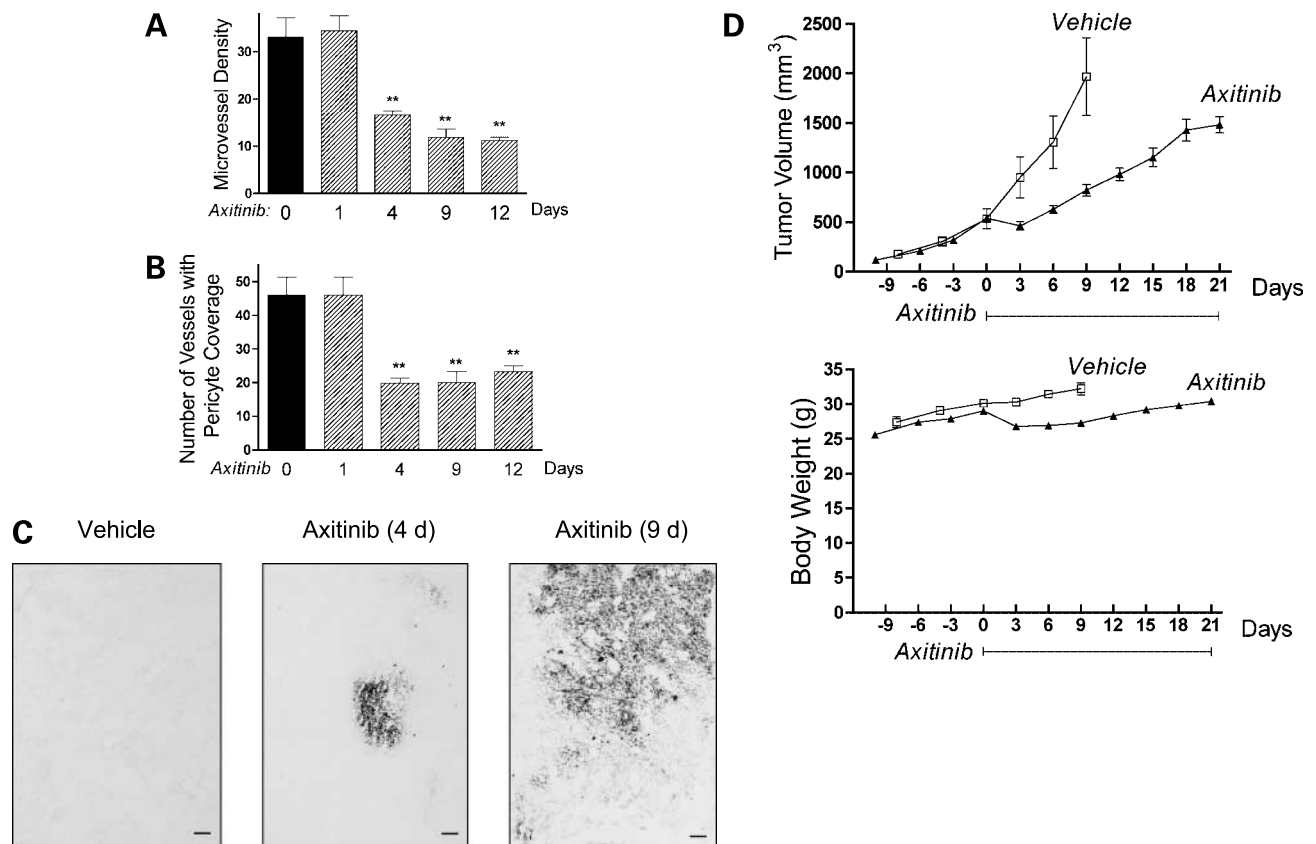 A
Microvessel Density
30
20
10
0
** ** **
Axitinib: 0 1 4 9 12 Days
B
Number of Vessels with
Pericyte Coverage
50
40
30
20
10
0
** ** **
Axitinib 0 1 4 9 12 Days
C
Vehicle Axitinib (4 d) Axitinib (9 d)
D
Tumor Volume (mm3)
2500
2000
1500
1000
500
0
Vehicle
Axitinib
-9 -6 -3 0 3 6 9 12 15 18 21 Days
Axitinib
Body Weight (g)
35
30
25
20
15
10
5
0
Vehicle
Axitinib
-9 -6 -3 0 3 6 9 12 15 18 21 Days
Axitinib